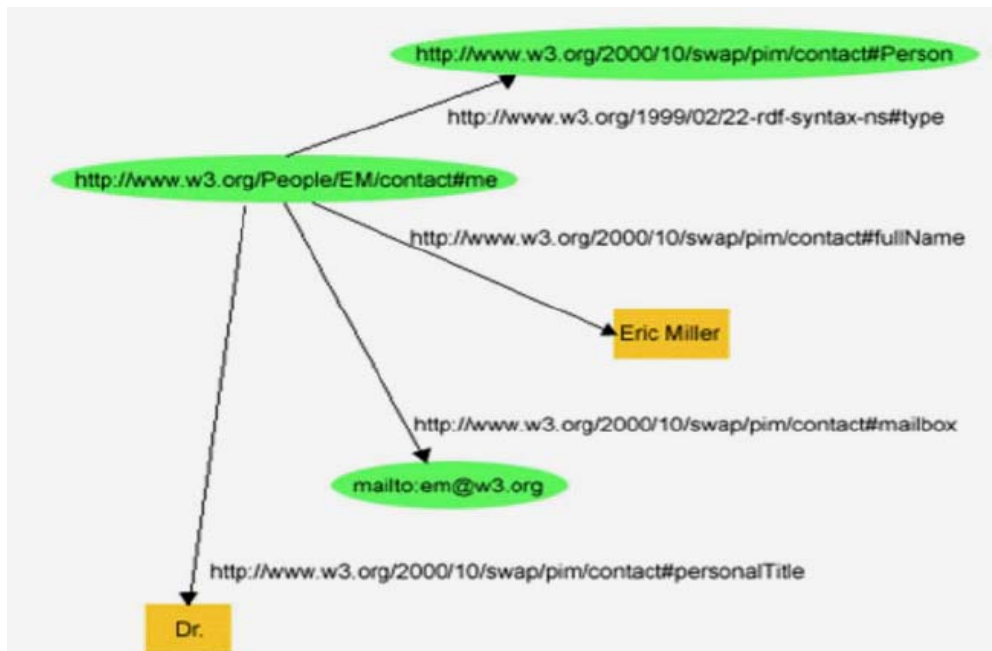 http://www.w3.org/2000/10/swap/pim/contact#Person
http://www.w3.org/1999/02/22-rdf-syntax-ns#type
http://www.w3.org/People/EM/contact#me
http://www.w3.org/2000/10/swap/pim/contact#fullName
Eric Miller
http://www.w3.org/2000/10/swap/pim/contact#mailbox
mailto:em@w3.org
http://www.w3.org/2000/10/swap/pim/contact#personalTitle
Dr.